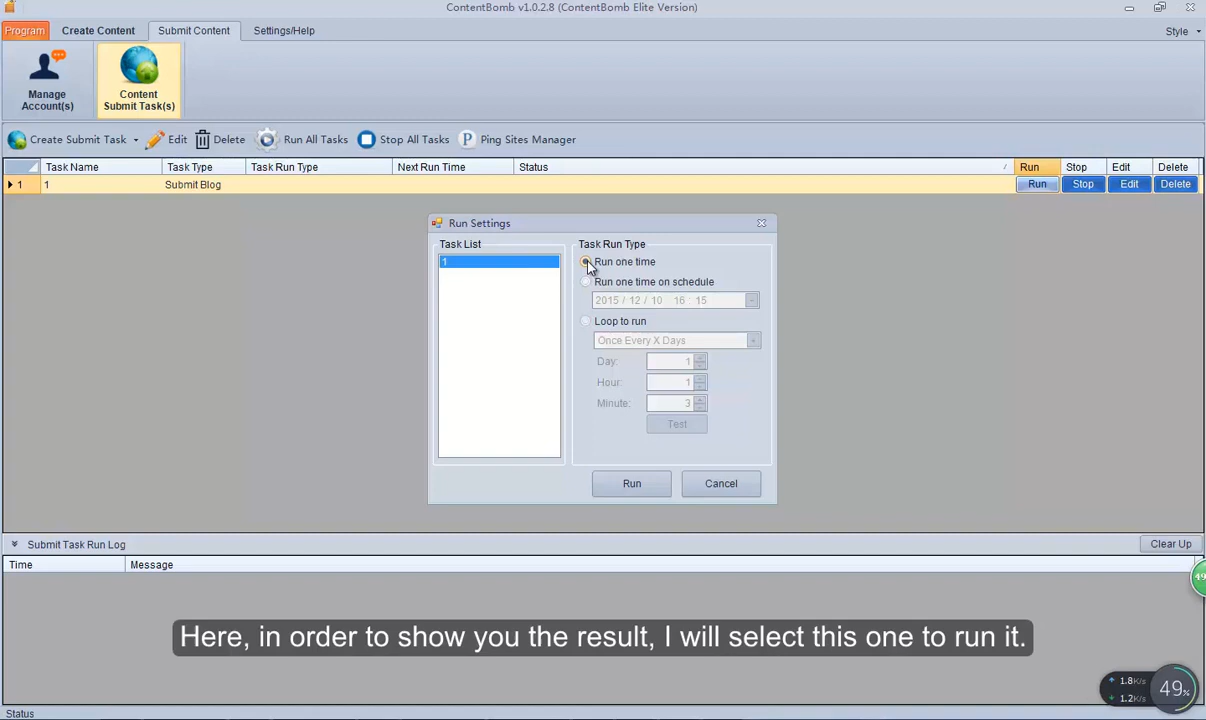 ContentBomb v1.0.2.8 (ContentBomb Elite Version)
Program Create Content Submit Content Settings/Help Style
Manage Account(s)
Content Submit Task(s)
Create Submit Task Edit Delete Run All Tasks Stop All Tasks P Ping Sites Manager
Task Name Task Type Task Run Type Next Run Time Status Run Stop Edit Delete
1 1 Submit Blog Run Stop Edit Delete
Run Settings
Task List Task Run Type
1 Run one time
Run one time on schedule
2015 / 12 / 10 16 : 15
Loop to run
Once Every X Days
Day: 1
Hour: 1
Minute: 3
Test
Run Cancel
Submit Task Run Log Clear Up
Time Message
Here, in order to show you the result, I will select this one to run it.
1.8K/s
1.2K/s
49%
Status